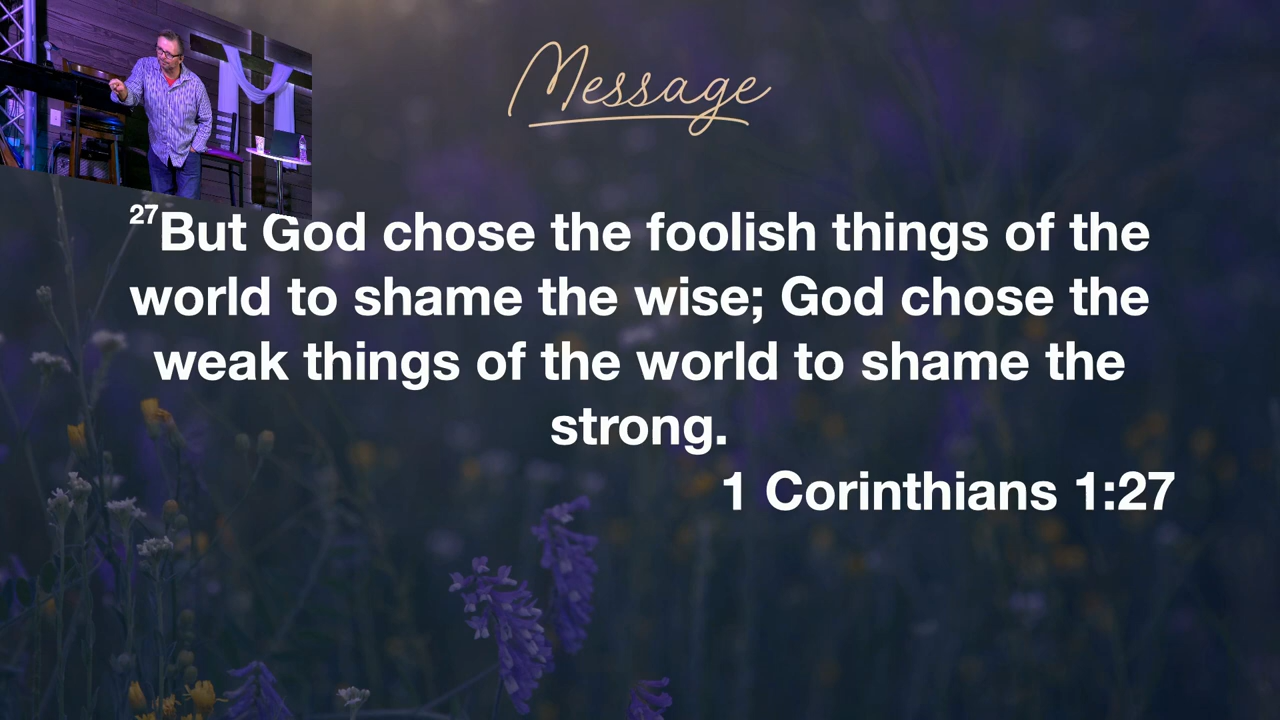 Message
27But God chose the foolish things of the
world to shame the wise; God chose the
weak things of the world to shame the
strong.
1 Corinthians 1:27